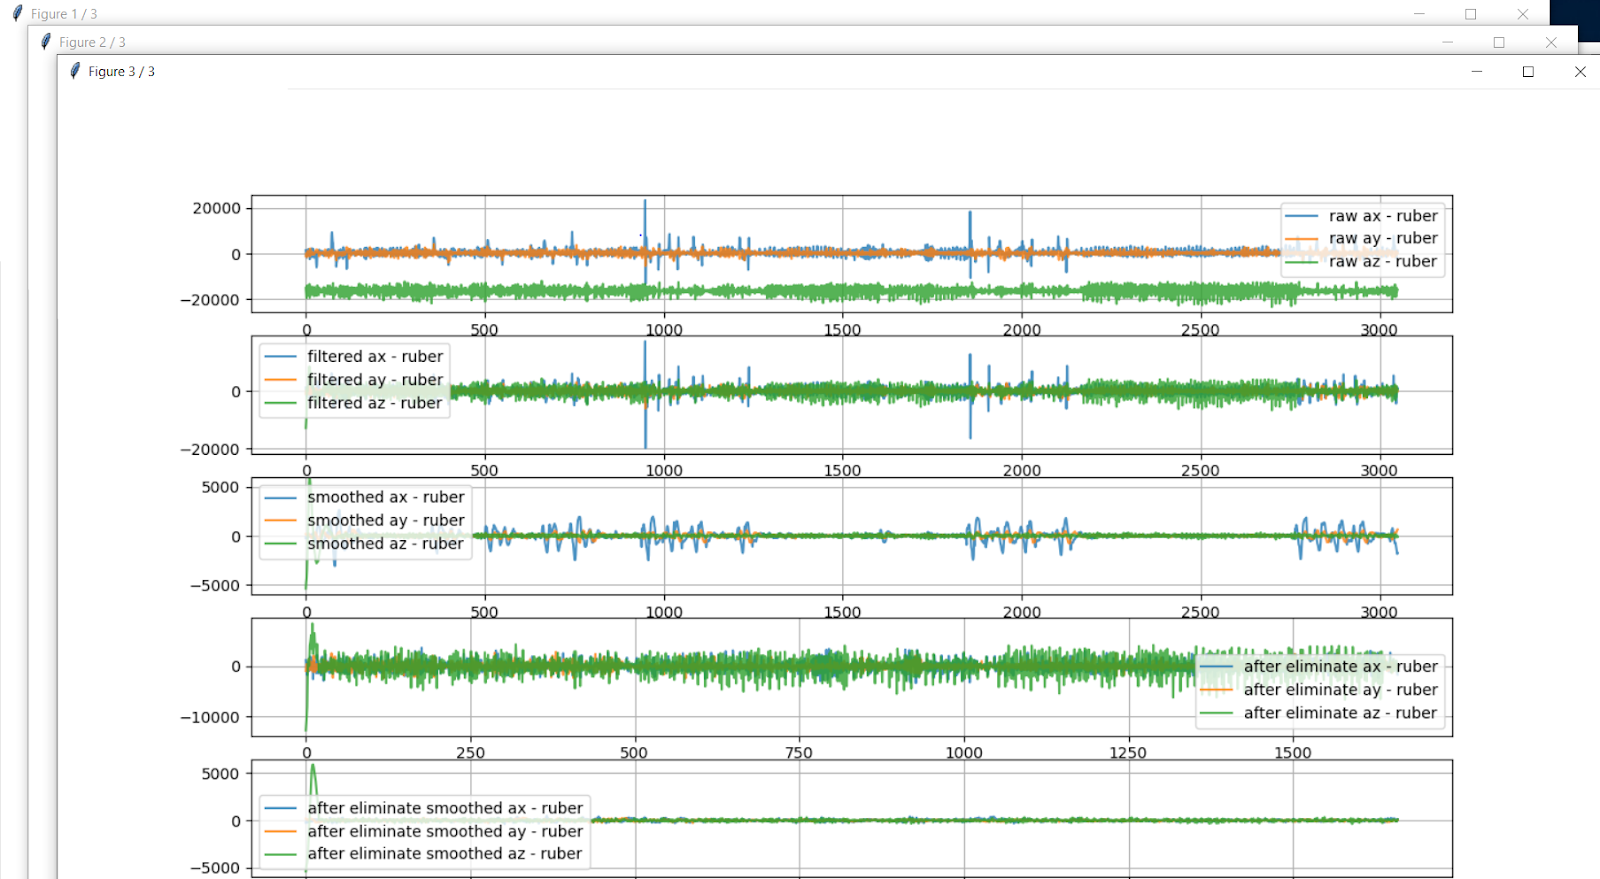 Figure 1 / 3
Figure 2 / 3
Figure 3 / 3
20000
0
−20000
raw ax - ruber
raw ay - ruber
raw az - ruber
0 500 1000 1500 2000 2500 3000
filtered ax - ruber
filtered ay - ruber
filtered az - ruber
0
−20000
0 500 1000 1500 2000 2500 3000
5000
0
−5000
smoothed ax - ruber
smoothed ay - ruber
smoothed az - ruber
0 500 1000 1500 2000 2500 3000
0
−10000
after eliminate ax - ruber
after eliminate ay - ruber
after eliminate az - ruber
0 250 500 750 1000 1250 1500
5000
0
−5000
after eliminate smoothed ax - ruber
after eliminate smoothed ay - ruber
after eliminate smoothed az - ruber